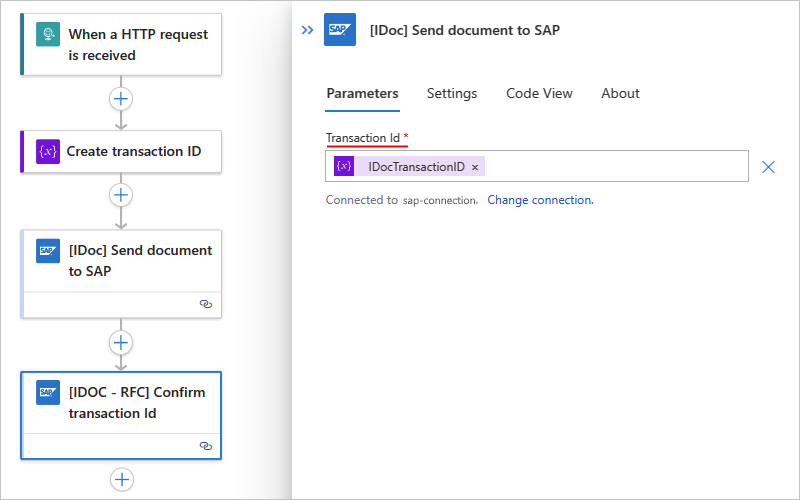 When a HTTP request
is received
{x} Create transaction ID
SAP [IDoc] Send document
to SAP
SAP [IDOC - RFC] Confirm
transaction Id
SAP [IDoc] Send document to SAP
Parameters Settings Code View About
Transaction Id *
{x} IDocTransactionID ×
Connected to sap-connection. Change connection.